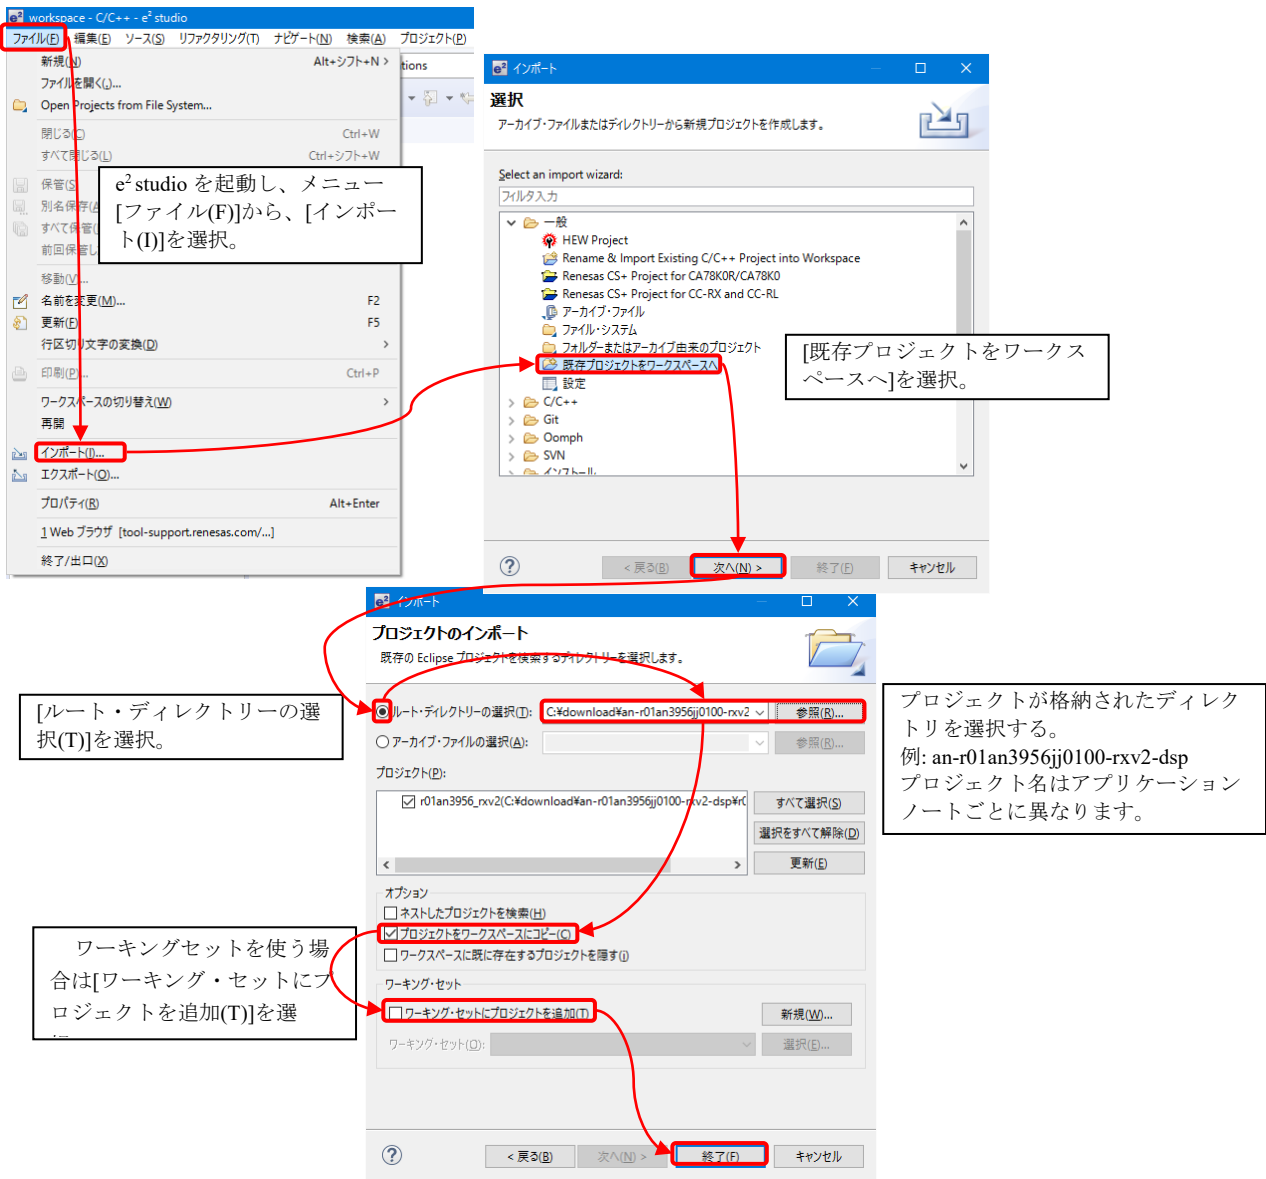 workspace - C/C++ - e² studio
ファイル(F) 編集(E) ソース(S) リファクタリング(T) ナビゲート(N) 検索(A) プロジェクト(P)
新規(N) Alt+シフト+N >
tions
ファイルを開く(.)...
Open Projects from File System...
閉じる(C) Ctrl+W
すべて閉じる(L) Ctrl+シフト+W
保管(S)
別名保存(A
すべて保管(
前回保管し
移動(V)...
名前を変更(M)... F2
更新(F) F5
行区切り文字の変換(D) >
印刷(P)... Ctrl+P
ワークスペースの切り替え(W) >
再開
インポート(I)...
エクスポート(O)...
プロパティ(R) Alt+Enter
1 Web ブラウザ [tool-support.renesas.com/...]
終了/出口(X)
e² studio を起動し、メニュー
[ファイル(F)]から、[インポー
ト(I)]を選択。
e² インポート
選択
アーカイブ・ファイルまたはディレクトリーから新規プロジェクトを作成します。
Select an import wizard:
フィルタ入力
一般
HEW Project
Rename & Import Existing C/C++ Project into Workspace
Renesas CS+ Project for CA78K0R/CA78K0
Renesas CS+ Project for CC-RX and CC-RL
アーカイブ・ファイル
ファイル・システム
フォルダーまたはアーカイブ由来のプロジェクト
既存プロジェクトをワークスペースへ
設定
C/C++
Git
Oomph
SVN
インストール
< 戻る(B) 次へ(N) > 終了(F) キャンセル
[既存プロジェクトをワークス
ペースへ]を選択。
e² インポート
プロジェクトのインポート
既存の Eclipse プロジェクトを検索するディレクトリーを選択します。
ルート・ディレクトリーの選択(T): C:¥download¥an-r01an3956jj0100-rxv2 参照(R)...
アーカイブ・ファイルの選択(A): 参照(R)...
プロジェクト(P):
r01an3956_rxv2(C:¥download¥an-r01an3956jj0100-rxv2-dsp¥r(
すべて選択(S)
選択をすべて解除(D)
更新(E)
オプション
ネストしたプロジェクトを検索(H)
プロジェクトをワークスペースにコピー(C)
ワークスペースに既に存在するプロジェクトを隠す(i)
ワーキング・セット
ワーキング・セットにプロジェクトを追加(T) 新規(W)...
ワーキング・セット(O): 選択(E)...
< 戻る(B) 次へ(N) > 終了(F) キャンセル
[ルート・ディレクトリーの選
択(T)]を選択。
プロジェクトが格納されたディレク
トリを選択する。
例: an-r01an3956jj0100-rxv2-dsp
プロジェクト名はアプリケーション
ノートごとに異なります。
ワーキングセットを使う場
合は[ワーキング・セットにプ
ロジェクトを追加(T)]を選